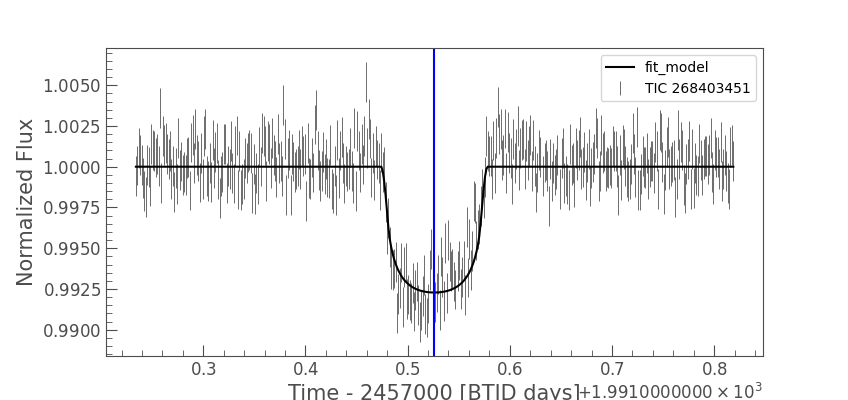 fit_model
TIC 268403451
1.0050
1.0025
1.0000
0.9975
0.9950
0.9925
0.9900
Normalized Flux
0.3 0.4 0.5 0.6 0.7 0.8
Time - 2457000 [BTJD days]
+1.9910000000 × 10³